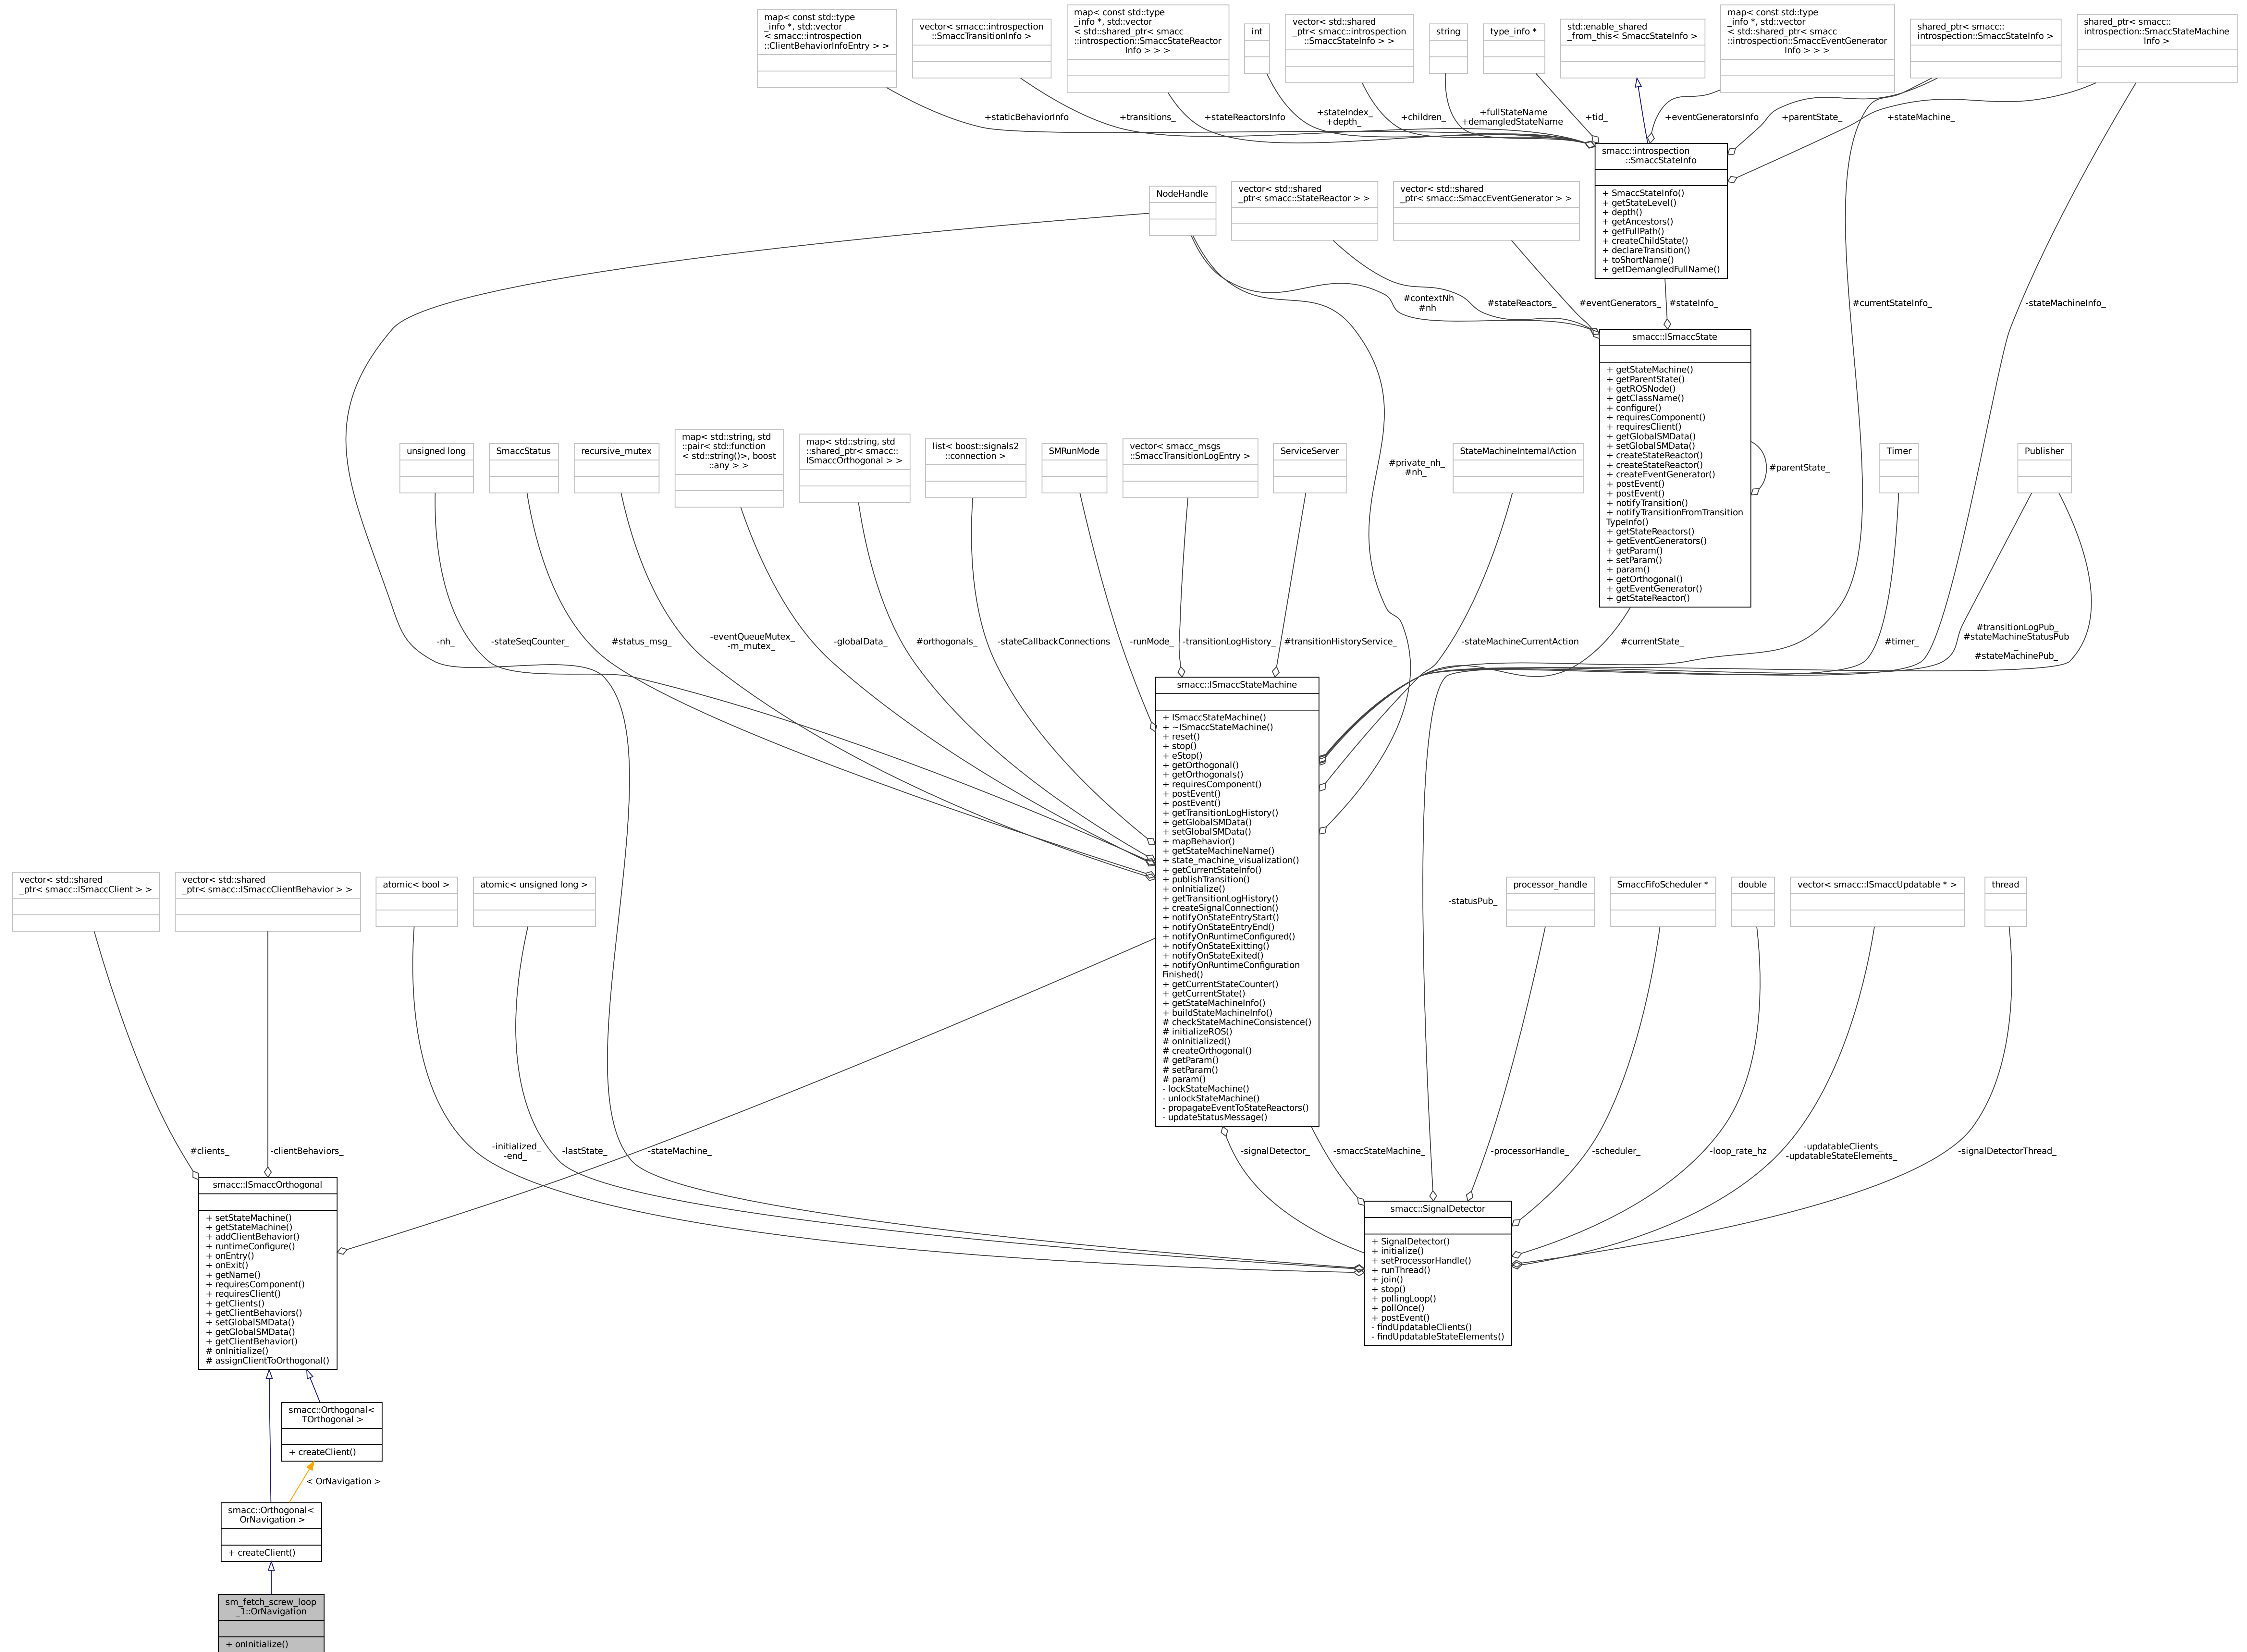 map< const std::type
_info *, std::vector
< smacc::introspection
::ClientBehaviorInfoEntry > >
vector< smacc::introspection
::SmaccTransitionInfo >
map< const std::type
_info *, std::vector
< std::shared_ptr< smacc
::introspection::SmaccStateReactor
Info > > >
int
vector< std::shared
_ptr< smacc::introspection
::SmaccStateInfo > >
string
type_info *
std::enable_shared
_from_this< SmaccStateInfo >
map< const std::type
_info *, std::vector
< std::shared_ptr< smacc
::introspection::SmaccEventGenerator
Info > > >
shared_ptr< smacc::
introspection::SmaccStateInfo >
shared_ptr< smacc::
introspection::SmaccStateMachine
Info >
+staticBehaviorInfo
+transitions_
+stateReactorsInfo
+stateIndex_
+depth_
+children_
+fullStateName
+demangledStateName
+tid_
+eventGeneratorsInfo
+parentState_
+stateMachine_
smacc::introspection
::SmaccStateInfo
+ SmaccStateInfo()
+ getStateLevel()
+ depth()
+ getAncestors()
+ getFullPath()
+ createChildState()
+ declareTransition()
+ toShortName()
+ getDemangledFullName()
NodeHandle
vector< std::shared
_ptr< smacc::StateReactor > >
vector< std::shared
_ptr< smacc::SmaccEventGenerator > >
#contextNh
#nh
#stateReactors_
#eventGenerators_
#stateInfo_
#currentStateInfo_
-stateMachineInfo_
smacc::ISmaccState
+ getStateMachine()
+ getParentState()
+ getROSNode()
+ getClassName()
+ configure()
+ requiresComponent()
+ requiresClient()
+ getGlobalSMData()
+ setGlobalSMData()
+ createStateReactor()
+ createStateReactor()
+ createEventGenerator()
+ postEvent()
+ postEvent()
+ notifyTransition()
+ notifyTransitionFromTransition
TypeInfo()
+ getStateReactors()
+ getEventGenerators()
+ getParam()
+ setParam()
+ param()
+ getOrthogonal()
+ getEventGenerator()
+ getStateReactor()
#parentState_
unsigned long
SmaccStatus
recursive_mutex
map< std::string, std
::pair< std::function
< std::string()>, boost
::any > >
map< std::string, std
::shared_ptr< smacc::
ISmaccOrthogonal > >
list< boost::signals2
::connection >
SMRunMode
vector< smacc_msgs
::SmaccTransitionLogEntry >
ServiceServer
#private_nh_
#nh_
StateMachineInternalAction
Timer
Publisher
-nh_
-stateSeqCounter_
#status_msg_
-eventQueueMutex_
-m_mutex_
-globalData_
#orthogonals_
-stateCallbackConnections
-runMode_
-transitionLogHistory_
#transitionHistoryService_
-stateMachineCurrentAction
#currentState_
#timer_
#transitionLogPub_
#stateMachineStatusPub
_
#stateMachinePub_
smacc::ISmaccStateMachine
+ ISmaccStateMachine()
+ ~ISmaccStateMachine()
+ reset()
+ stop()
+ eStop()
+ getOrthogonal()
+ getOrthogonals()
+ requiresComponent()
+ postEvent()
+ postEvent()
+ getTransitionLogHistory()
+ getGlobalSMData()
+ setGlobalSMData()
+ mapBehavior()
+ getStateMachineName()
+ state_machine_visualization()
+ getCurrentStateInfo()
+ publishTransition()
+ onInitialize()
+ getTransitionLogHistory()
+ createSignalConnection()
+ notifyOnStateEntryStart()
+ notifyOnStateEntryEnd()
+ notifyOnRuntimeConfigured()
+ notifyOnStateExitting()
+ notifyOnStateExited()
+ notifyOnRuntimeConfiguration
Finished()
+ getCurrentStateCounter()
+ getCurrentState()
+ getStateMachineInfo()
+ buildStateMachineInfo()
# checkStateMachineConsistence()
# initializeROS()
# onInitialized()
# createOrthogonal()
# getParam()
# setParam()
# param()
- lockStateMachine()
- unlockStateMachine()
- propagateEventToStateReactors()
- updateStatusMessage()
vector< std::shared
_ptr< smacc::ISmaccClient > >
vector< std::shared
_ptr< smacc::ISmaccClientBehavior > >
atomic< bool >
atomic< unsigned long >
-statusPub_
processor_handle
SmaccFifoScheduler *
double
vector< smacc::ISmaccUpdatable * >
thread
#clients_
-clientBehaviors_
-initialized_
-end_
-lastState_
-stateMachine_
-signalDetector_
-smaccStateMachine_
-processorHandle_
-scheduler_
-loop_rate_hz
-updatableClients_
-updatableStateElements_
-signalDetectorThread_
smacc::ISmaccOrthogonal
+ setStateMachine()
+ getStateMachine()
+ addClientBehavior()
+ runtimeConfigure()
+ onEntry()
+ onExit()
+ getName()
+ requiresComponent()
+ requiresClient()
+ getClients()
+ getClientBehaviors()
+ setGlobalSMData()
+ getGlobalSMData()
+ getClientBehavior()
# onInitialize()
# assignClientToOrthogonal()
smacc::SignalDetector
+ SignalDetector()
+ initialize()
+ setProcessorHandle()
+ runThread()
+ join()
+ stop()
+ pollingLoop()
+ pollOnce()
+ postEvent()
- findUpdatableClients()
- findUpdatableStateElements()
smacc::Orthogonal<
TOrthogonal >
+ createClient()
< OrNavigation >
smacc::Orthogonal<
OrNavigation >
+ createClient()
sm_fetch_screw_loop
_1::OrNavigation
+ onInitialize()